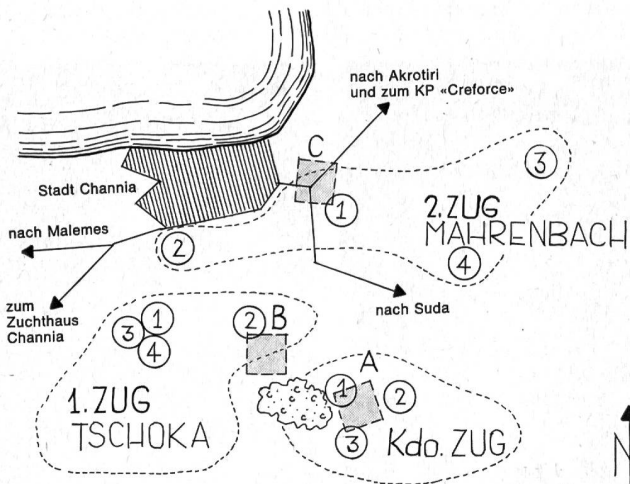 nach Akrotiri
und zum KP «Creforce»
C
3
Stadt Channia
1
2. ZUG
MAHRENBACH
nach Malemes
2
4
zum
Zuchthaus
Channia
nach Suda
1
2
B
3
4
A
1
2
1. ZUG
TSCHOKA
3
Kdo. ZUG
N